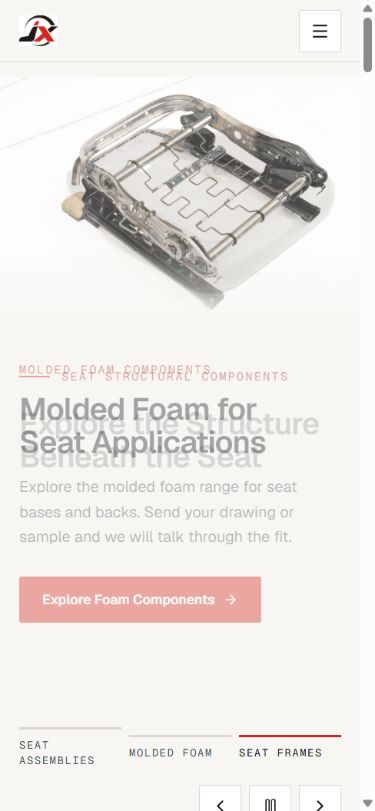 JX
MOLDED FOAM COMPONENTS
SEAT STRUCTURAL COMPONENTS
Molded Foam for
Explore the Structure
Seat Applications
Beneath the Seat
Explore the molded foam range for seat
bases and backs. Send your drawing or
sample and we will talk through the fit.
Explore Foam Components →
SEAT
ASSEMBLIES
MOLDED FOAM
SEAT FRAMES